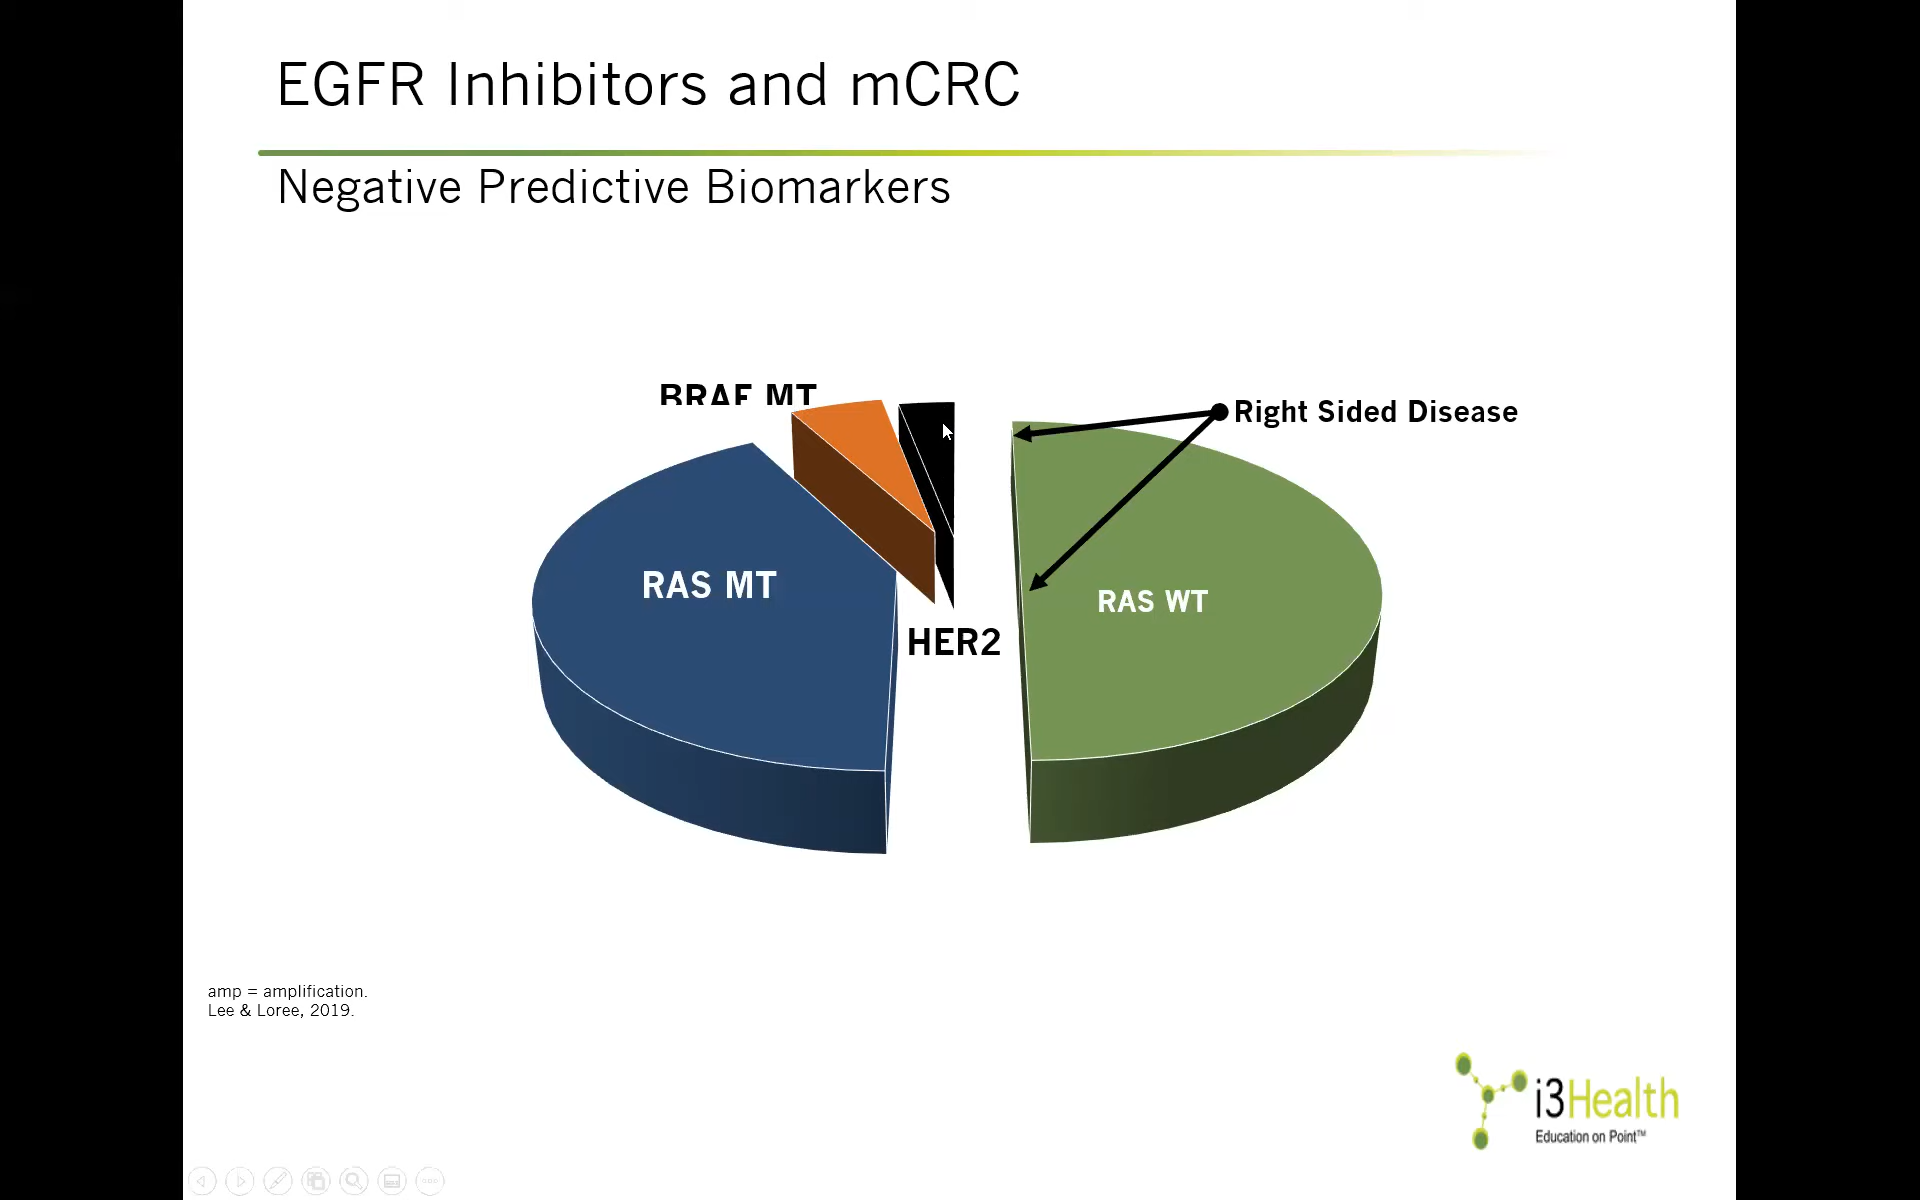 EGFR Inhibitors and mCRC
Negative Predictive Biomarkers
BRAF MT
Right Sided Disease
RAS MT
RAS WT
HER2
amp = amplification.
Lee & Loree, 2019.
i3Health
Education on Point™